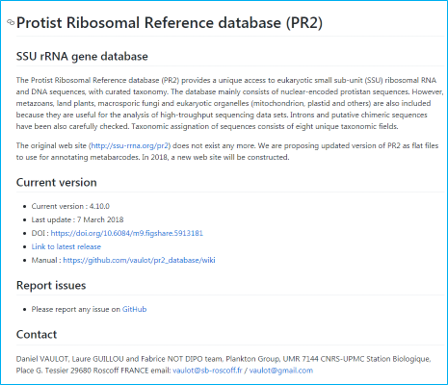 Protist Ribosomal Reference database (PR2)
SSU rRNA gene database
The Protist Ribosomal Reference database (PR2) provides a unique access to eukaryotic small sub-unit (SSU) ribosomal RNA
and DNA sequences, with curated taxonomy. The database mainly consists of nuclear-encoded protistan sequences. However,
metazoans, land plants, macrosporic fungi and eukaryotic organelles (mitochondrion, plastid and others) are also included
because they are useful for the analysis of high-troughput sequencing data sets. Introns and putative chimeric sequences
have been also carefully checked. Taxonomic assignation of sequences consists of eight unique taxonomic fields.
The original web site (http://ssu-rrna.org/pr2) does not exist any more. We are proposing updated version of PR2 as flat files
to use for annotating metabarcodes. In 2018, a new web site will be constructed.
Current version
• Current version : 4.10.0
• Last update : 7 March 2018
• DOI : https://doi.org/10.6084/m9.figshare.5913181
• Link to latest release
• Manual : https://github.com/vaulot/pr2_database/wiki
Report issues
• Please report any issue on GitHub
Contact
Daniel VAULOT, Laure GUILLOU and Fabrice NOT DIPO team, Plankton Group, UMR 7144 CNRS-UPMC Station Biologique,
Place G. Tessier 29680 Roscoff FRANCE email: vaulot@sb-roscoff.fr / vaulot@gmail.com